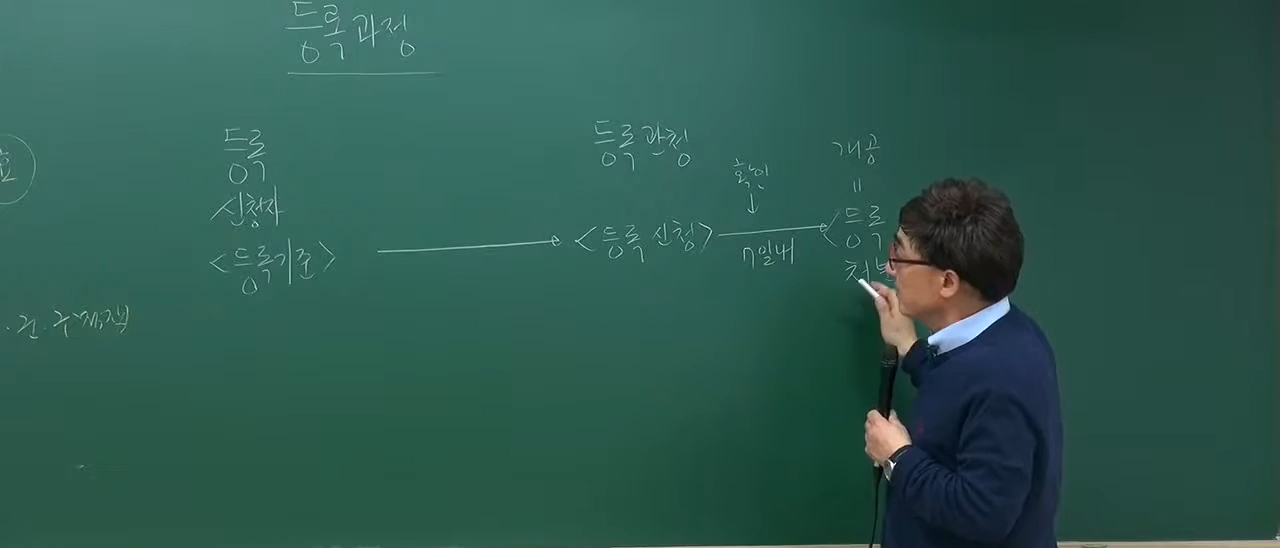 등록과정
등록
신청자
<등록기준>
등록관청
<등록 신청>
확인
7일내
개공
=
<등록
처분